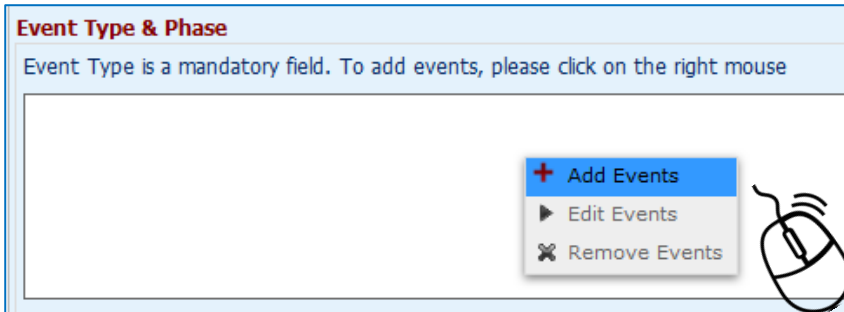 Event Type & Phase
Event Type is a mandatory field. To add events, please click on the right mouse
Add Events
Edit Events
Remove Events